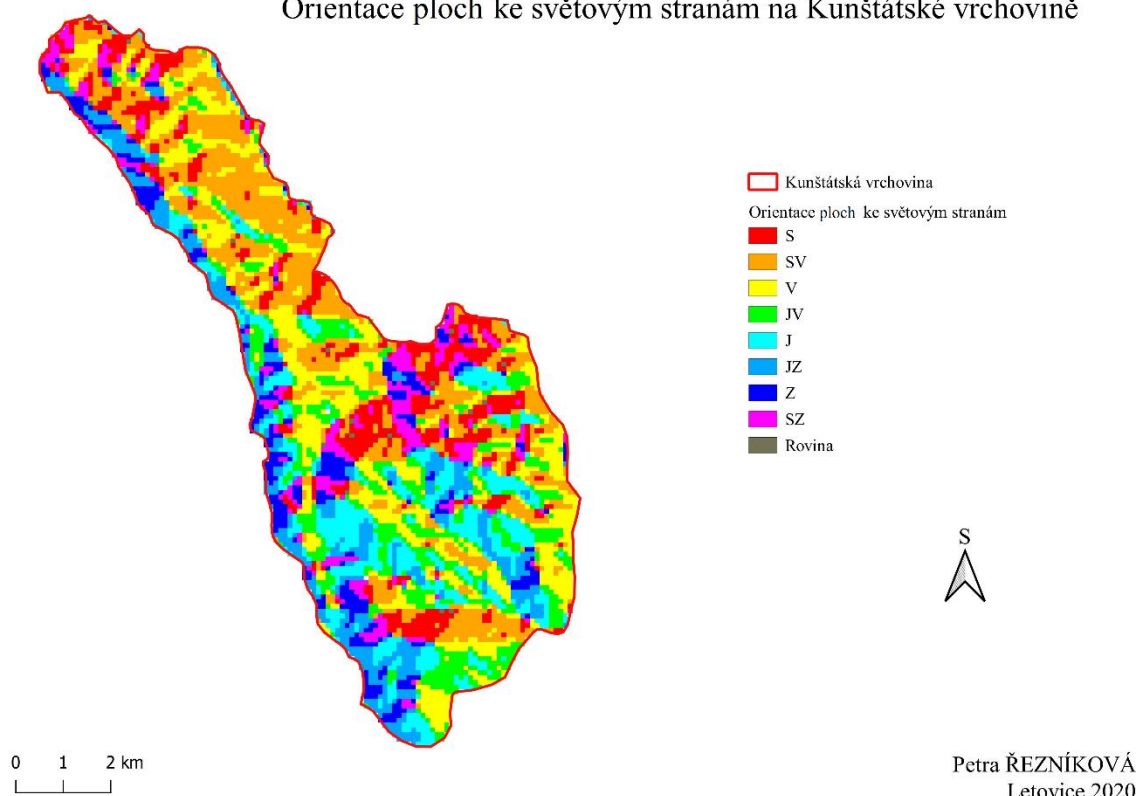 Orientace ploch ke světovým stranám na Kunštátské vrchovině
Kunštátská vrchovina
Orientace ploch ke světovým stranám
S
SV
V
JV
J
JZ
Z
SZ
Rovina
S
0 1 2 km
Petra ŘEZNÍKOVÁ
Letovice 2020